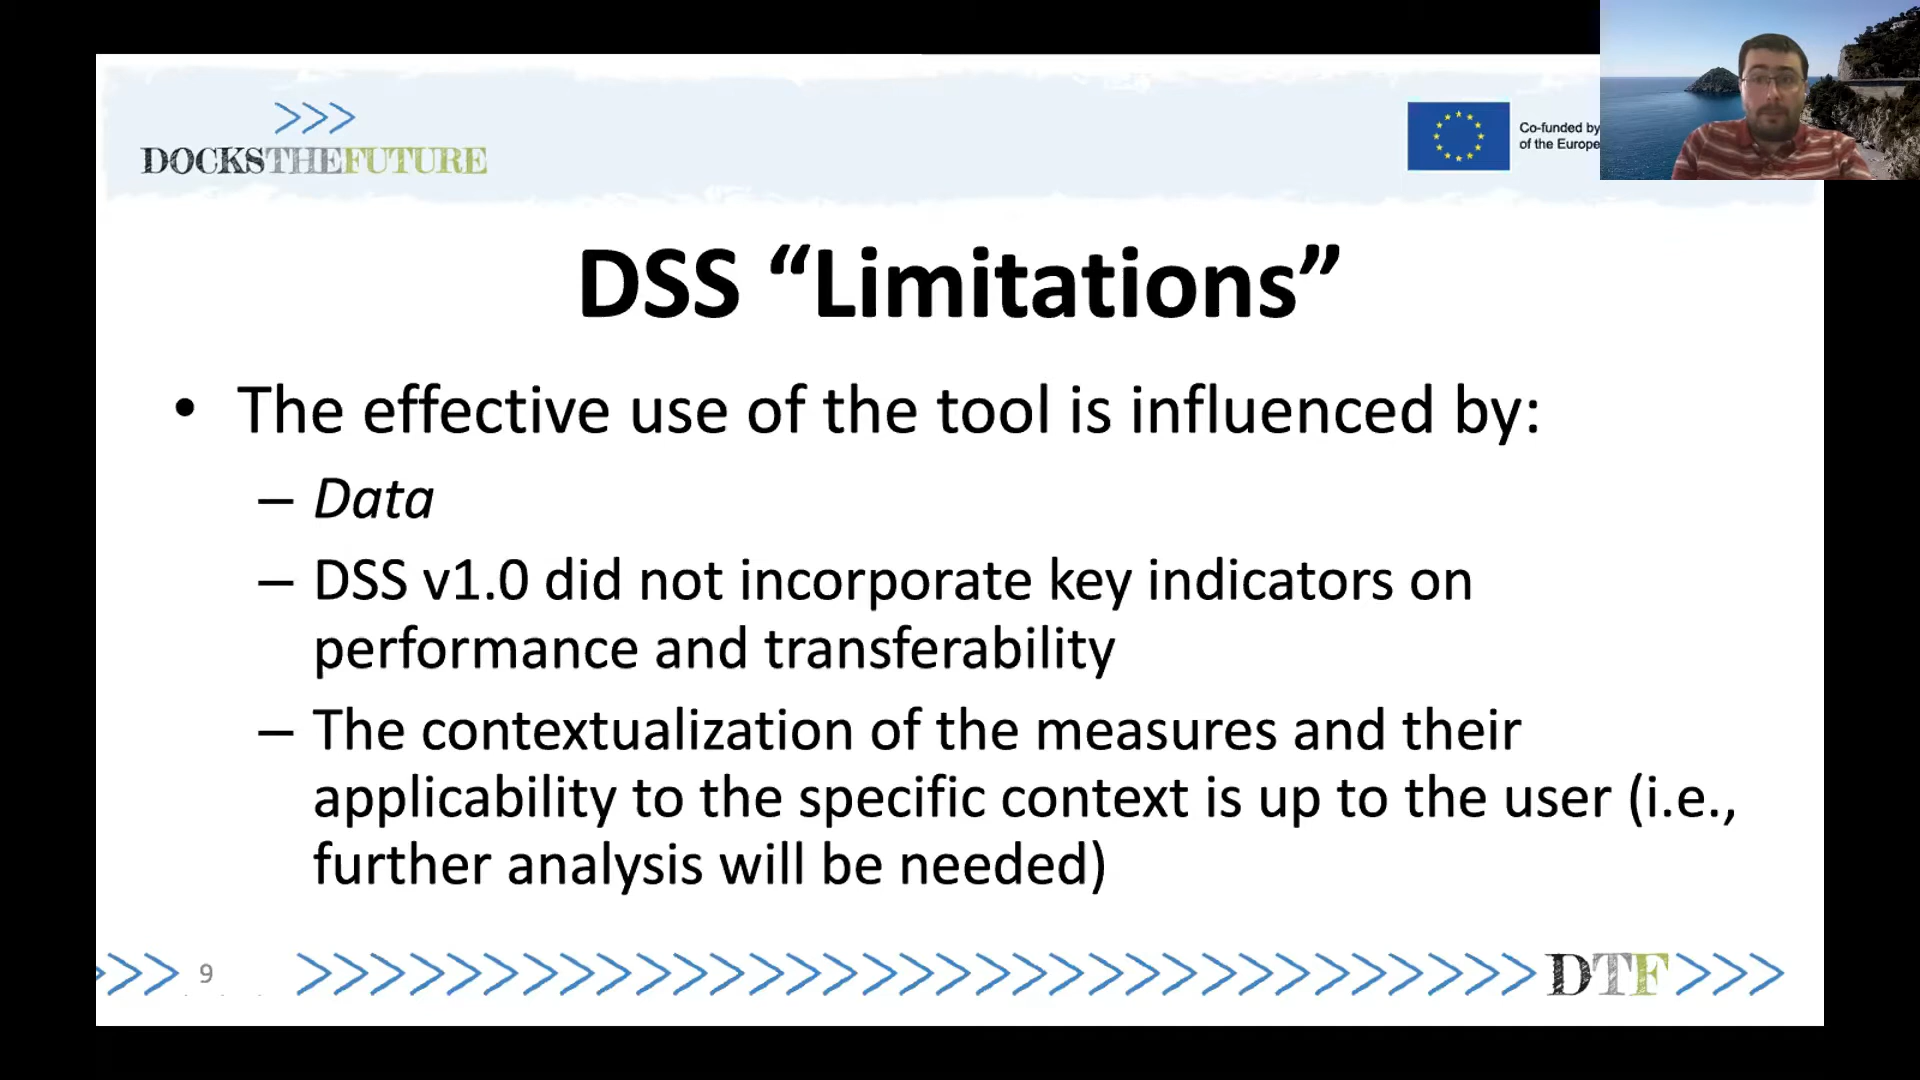 DOCKSTHEFUTURE
Co-funded by
of the Europe
DSS “Limitations”
• The effective use of the tool is influenced by:
– Data
– DSS v1.0 did not incorporate key indicators on
performance and transferability
– The contextualization of the measures and their
applicability to the specific context is up to the user (i.e.,
further analysis will be needed)
9
DTF